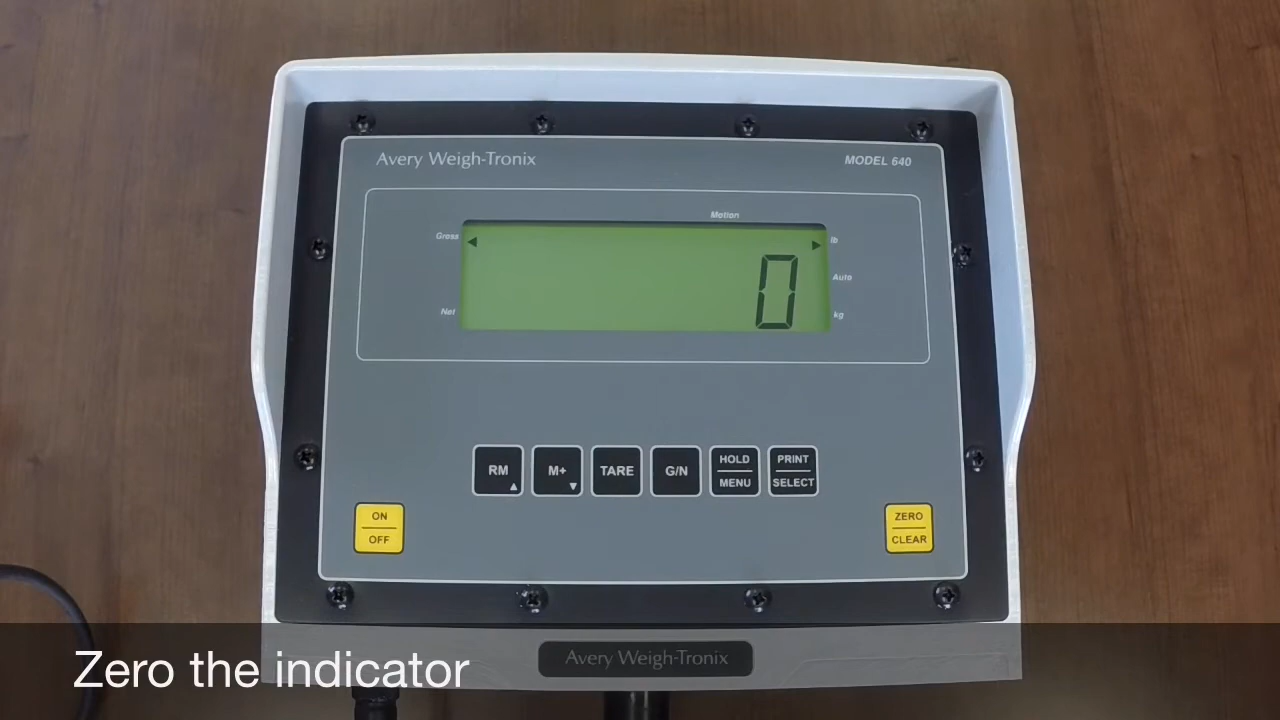 Avery Weigh-Tronix
MODEL 640
Motion
Gross
lb
Auto
Net
kg
0
RM
M+
TARE
G/N
HOLD
MENU
PRINT
SELECT
ON
OFF
ZERO
CLEAR
Avery Weigh-Tronix
Zero the indicator